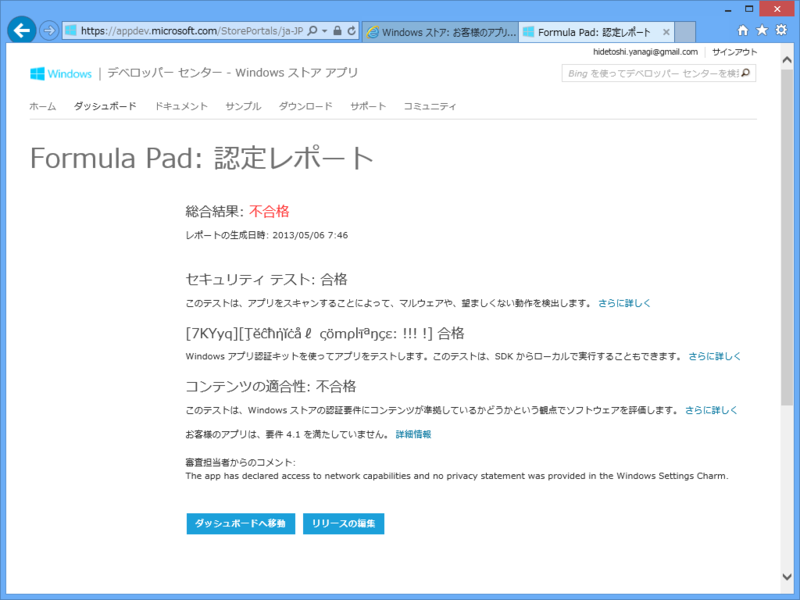 https://appdev.microsoft.com/StorePortals/ja-JP
Windows ストア: お客様のアプリ...
Formula Pad: 認定レポート
hidetoshi.yanagi@gmail.com サインアウト
Windows | デベロッパー センター - Windows ストア アプリ
Bing を使ってデベロッパー センターを検
ホーム ダッシュボード ドキュメント サンプル ダウンロード サポート コミュニティ
Formula Pad: 認定レポート
総合結果: 不合格
レポートの生成日時: 2013/05/06 7:46
セキュリティ テスト: 合格
このテストは、アプリをスキャンすることによって、マルウェアや、望ましくない動作を検出します。 さらに詳しく
[7KYyq][Ţĕĉħήĭċåℓ çömρłĭªŋçε: !!! !] 合格
Windows アプリ認証キットを使ってアプリをテストします。このテストは、SDK からローカルで実行することもできます。 さらに詳しく
コンテンツの適合性: 不合格
このテストは、Windows ストアの認証要件にコンテンツが準拠しているかどうかという観点でソフトウェアを評価します。 さらに詳しく
お客様のアプリは、要件 4.1 を満たしていません。 詳細情報
審査担当者からのコメント:
The app has declared access to network capabilities and no privacy statement was provided in the Windows Settings Charm.
ダッシュボードへ移動 リリースの編集